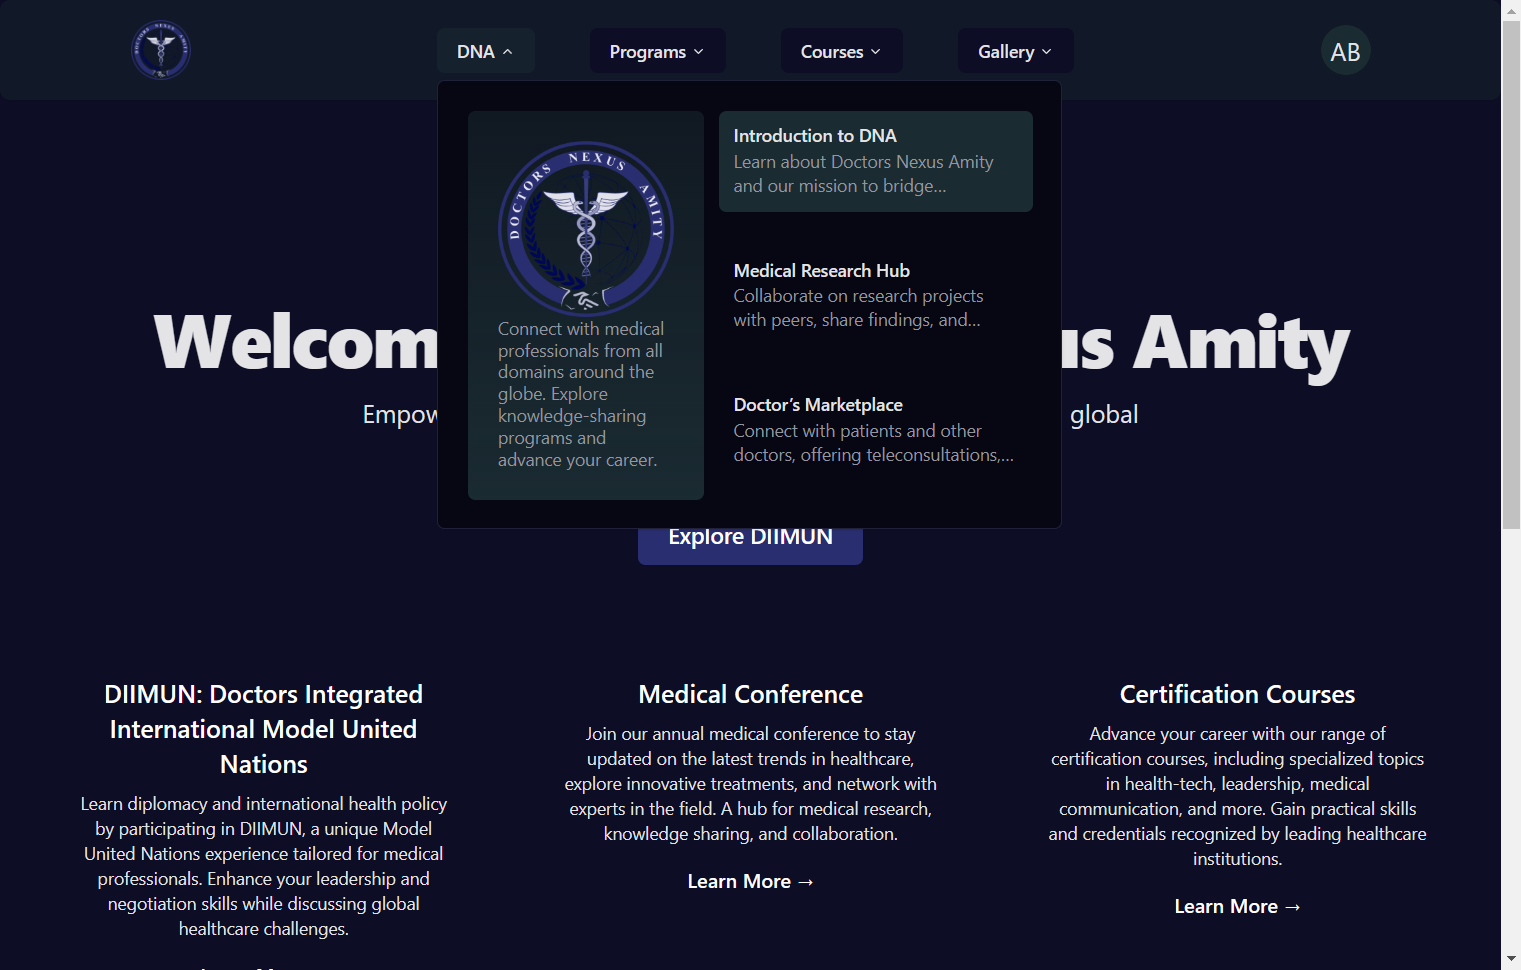 DOCTORS NEXUS AMITY
DNA
Programs
Courses
Gallery
AB
DOCTORS NEXUS AMITY
Connect with medical
professionals from all
domains around the
globe. Explore
knowledge-sharing
programs and
advance your career.
Introduction to DNA
Learn about Doctors Nexus Amity
and our mission to bridge...
Medical Research Hub
Collaborate on research projects
with peers, share findings, and...
Doctor’s Marketplace
Connect with patients and other
doctors, offering teleconsultations,...
Welcom us Amity
Empow global
Explore DIIMUN
DIIMUN: Doctors Integrated
International Model United
Nations
Learn diplomacy and international health policy
by participating in DIIMUN, a unique Model
United Nations experience tailored for medical
professionals. Enhance your leadership and
negotiation skills while discussing global
healthcare challenges.
Medical Conference
Join our annual medical conference to stay
updated on the latest trends in healthcare,
explore innovative treatments, and network with
experts in the field. A hub for medical research,
knowledge sharing, and collaboration.
Learn More →
Certification Courses
Advance your career with our range of
certification courses, including specialized topics
in health-tech, leadership, medical
communication, and more. Gain practical skills
and credentials recognized by leading healthcare
institutions.
Learn More →